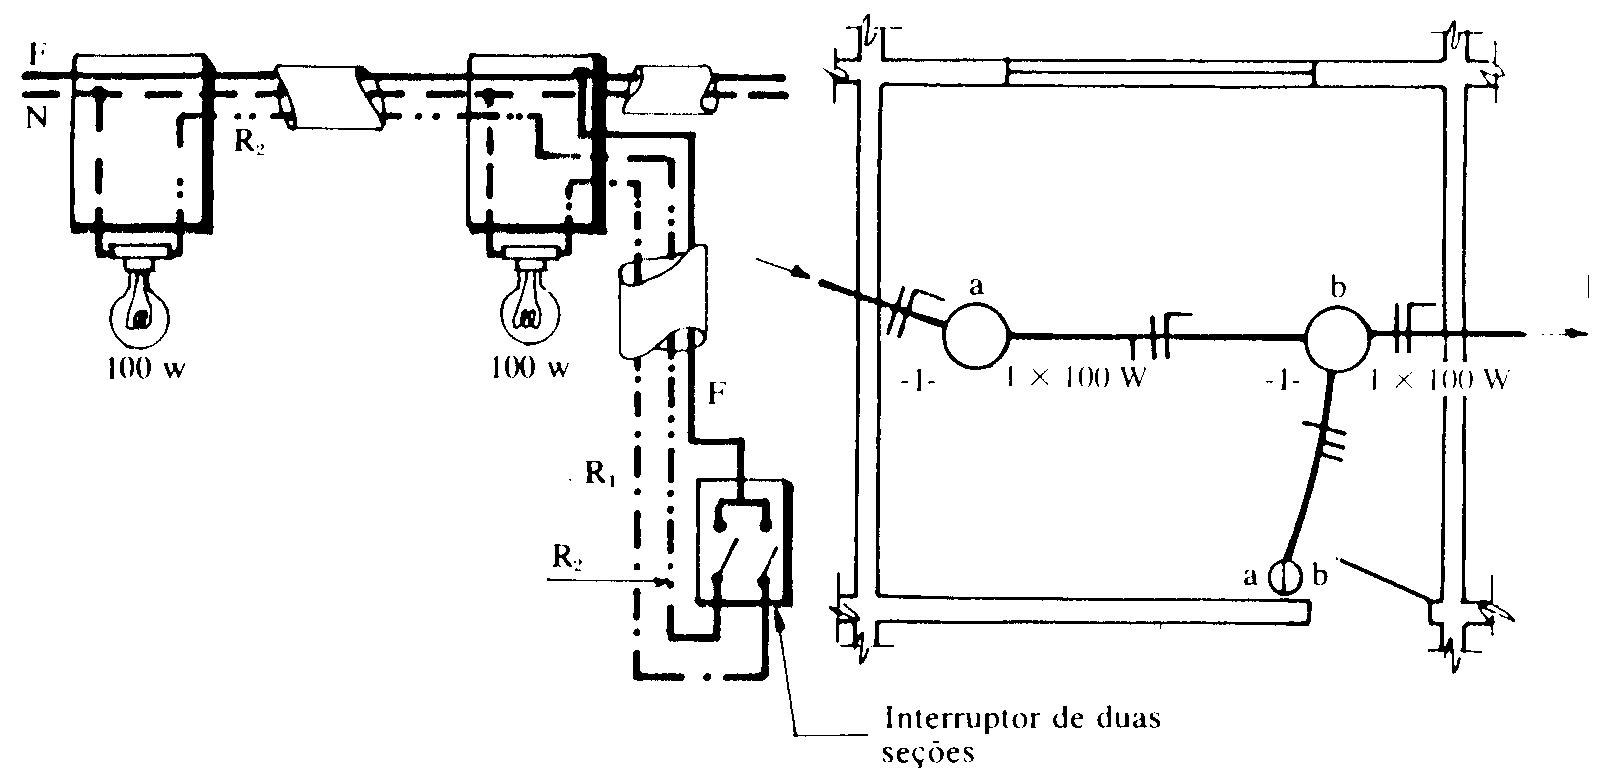 F
N
R₂
100 w
100 w
F
R₁
R₂
Interruptor de duas
seções
a
b
-1-
1 × 100 W
-1-
1 × 100 W
a
b